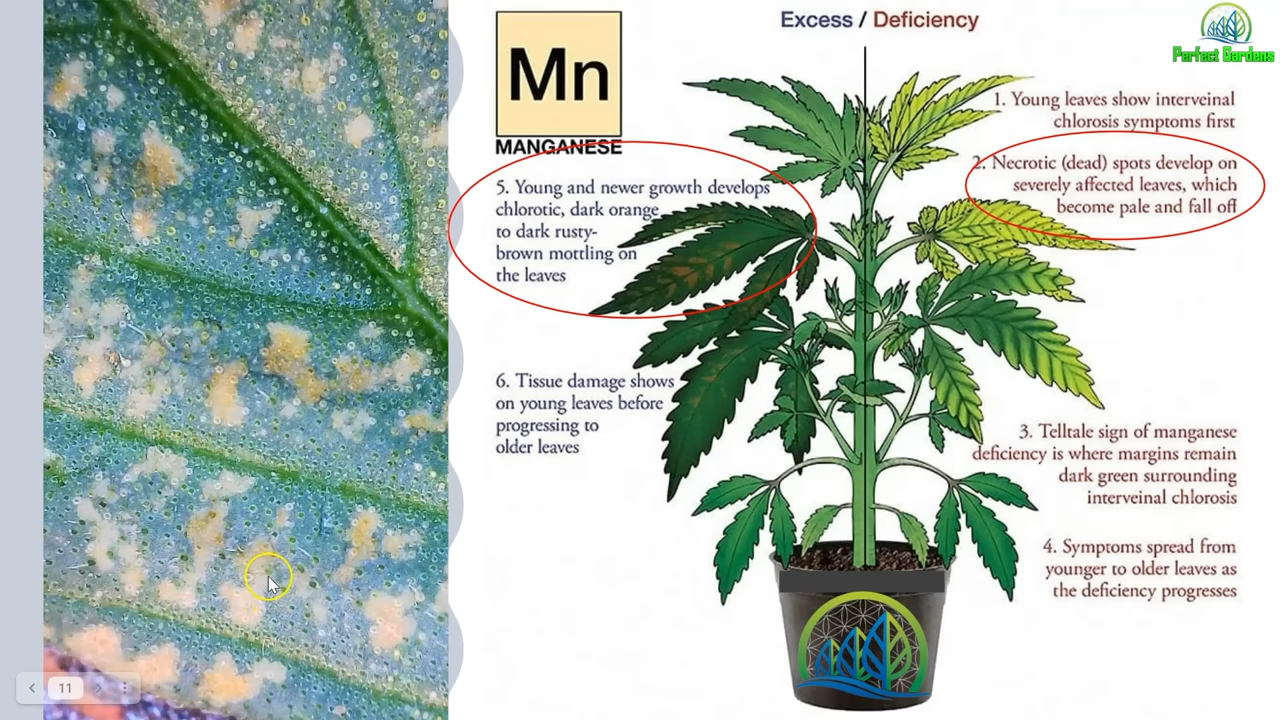 Excess / Deficiency
Perfect Gardens
Mn
MANGANESE
1. Young leaves show interveinal
chlorosis symptoms first
2. Necrotic (dead) spots develop on
severely affected leaves, which
become pale and fall off
5. Young and newer growth develops
chlorotic, dark orange
to dark rusty-
brown mottling on
the leaves
6. Tissue damage shows
on young leaves before
progressing to
older leaves
3. Telltale sign of manganese
deficiency is where margins remain
dark green surrounding
interveinal chlorosis
4. Symptoms spread from
younger to older leaves as
the deficiency progresses
11